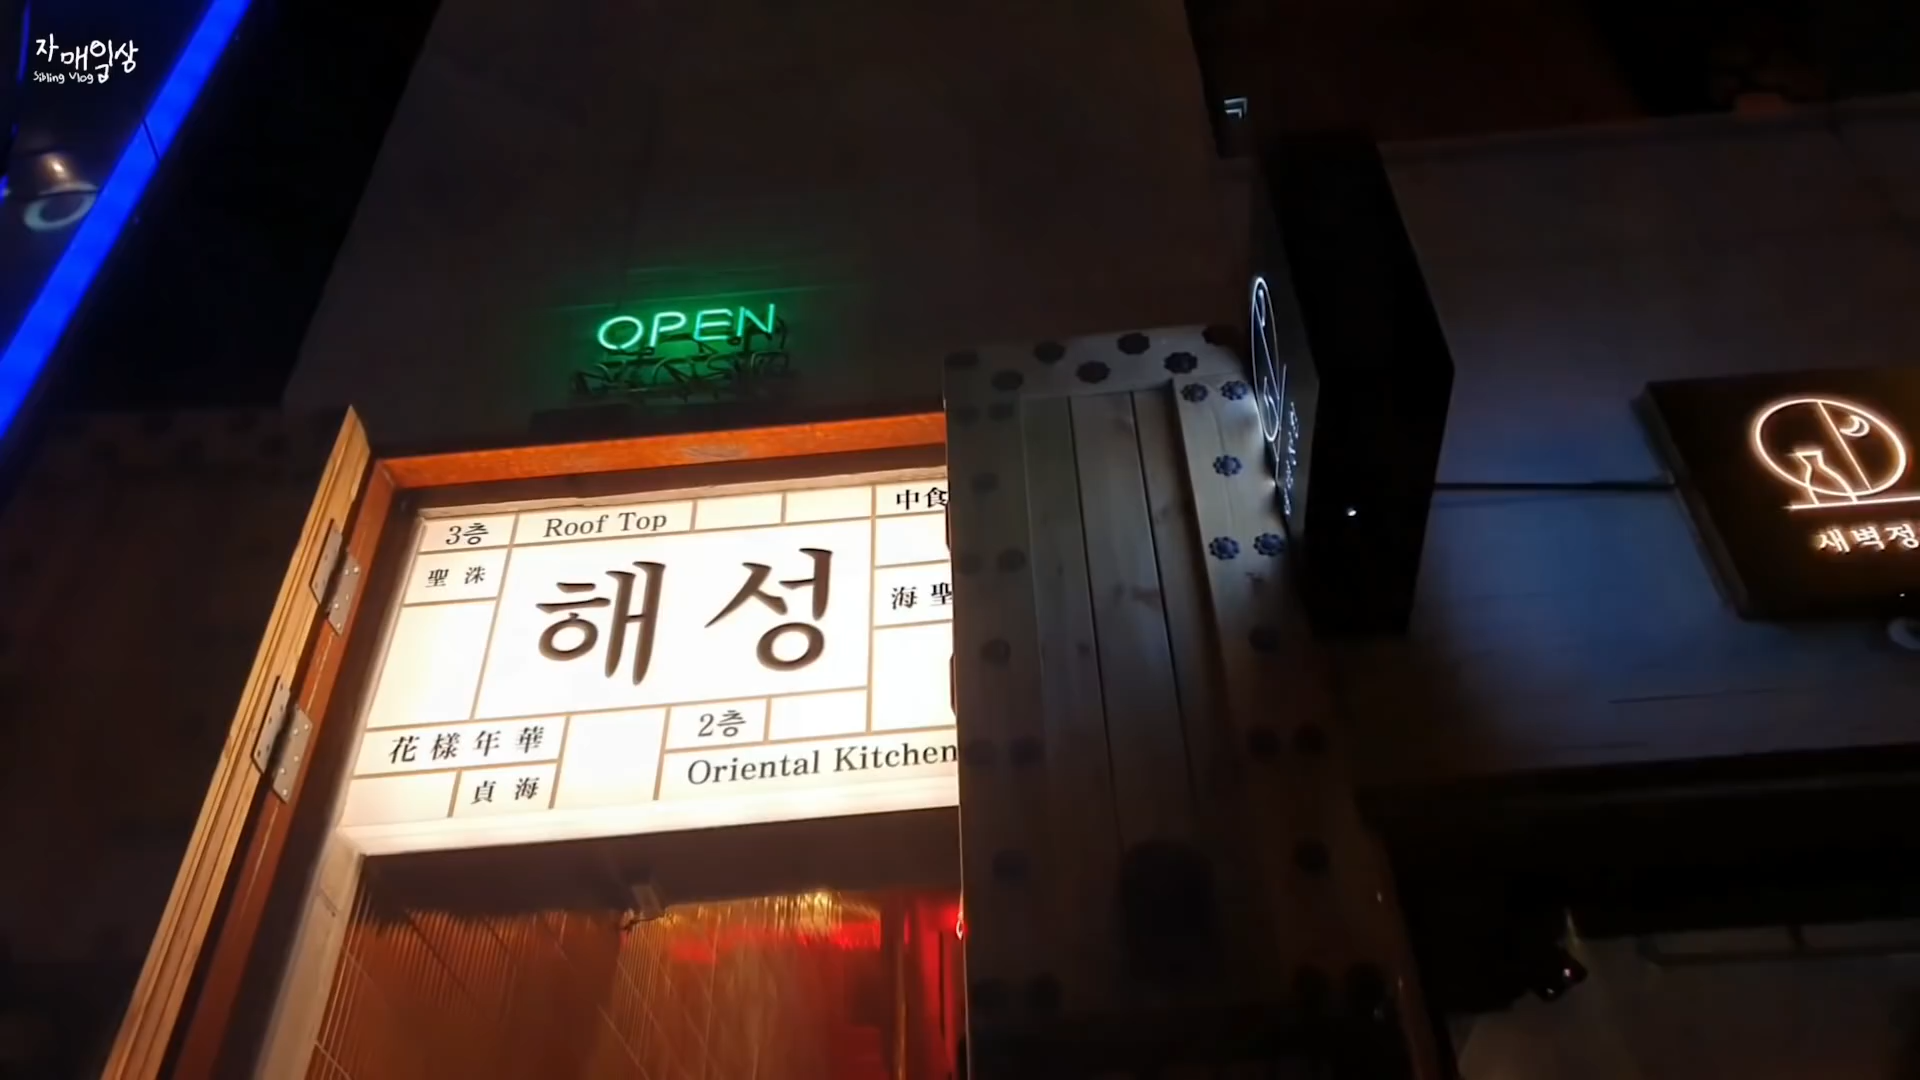 자매일상
Sibling Vlog
OPEN
3층
Roof Top
中食
聖洙
해성
海聖
花樣年華
2층
貞海
Oriental Kitchen
새벽정